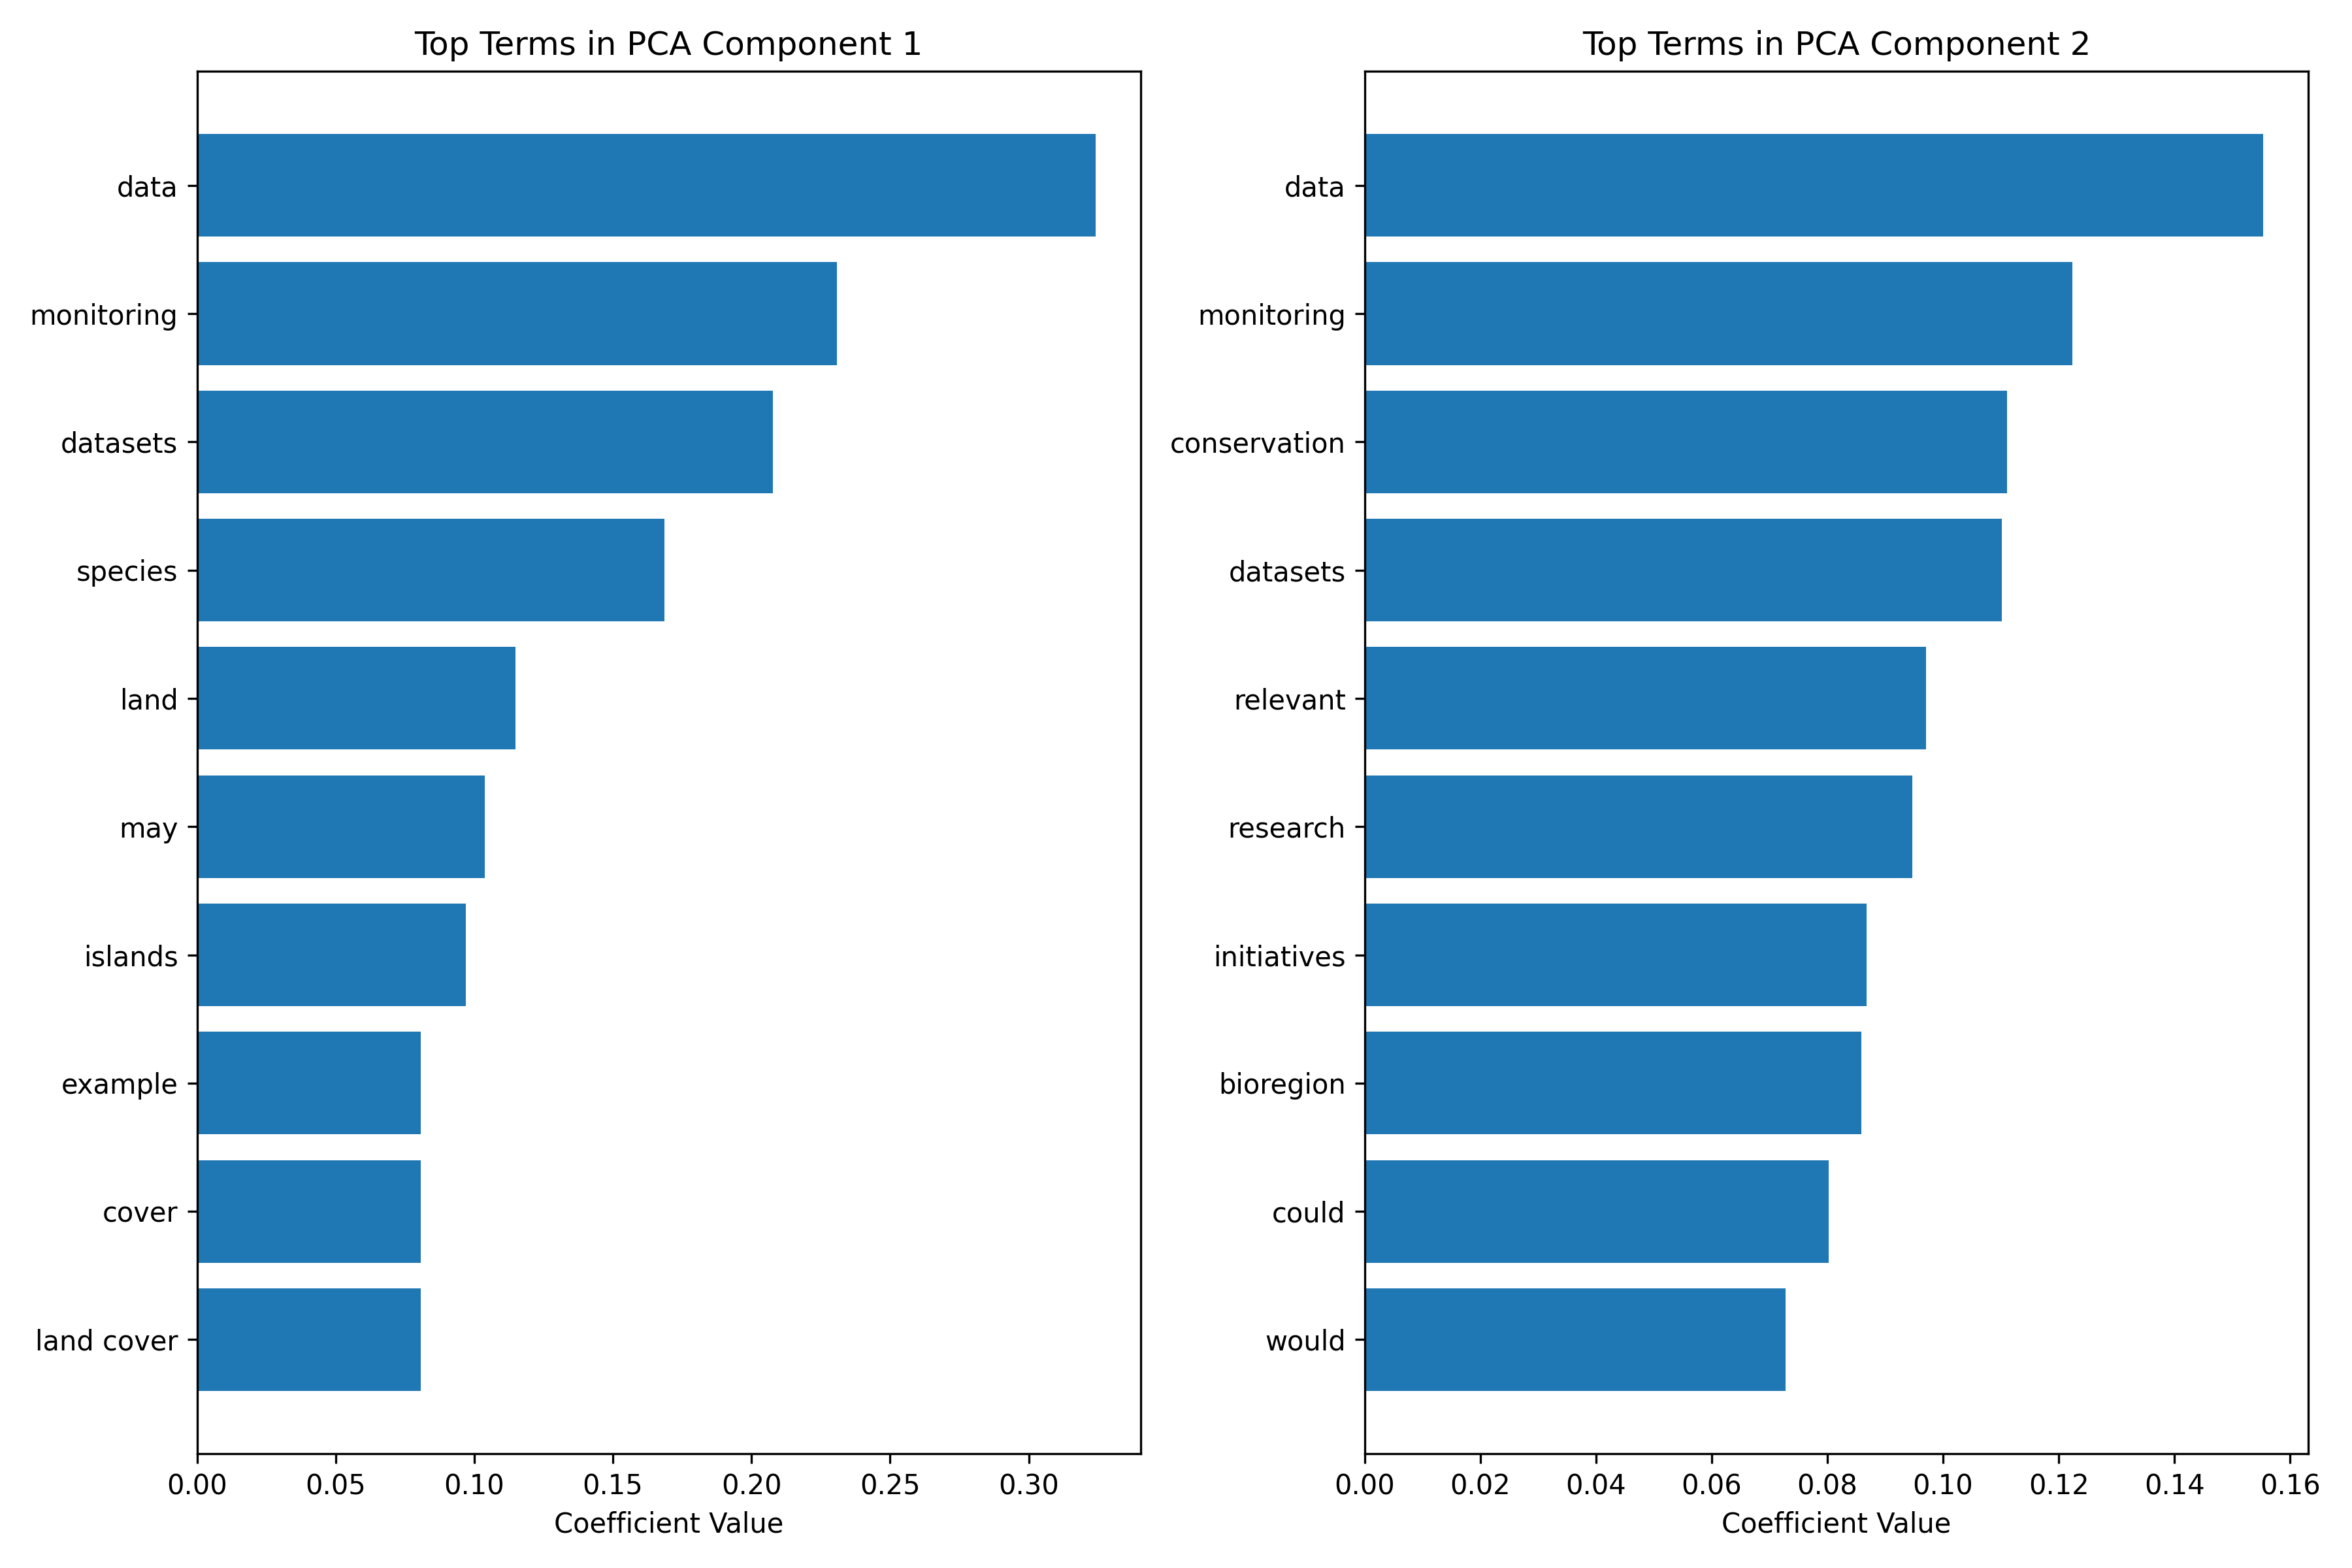 Top Terms in PCA Component 1
data
monitoring
datasets
species
land
may
islands
example
cover
land cover
0.00 0.05 0.10 0.15 0.20 0.25 0.30
Coefficient Value
Top Terms in PCA Component 2
data
monitoring
conservation
datasets
relevant
research
initiatives
bioregion
could
would
0.00 0.02 0.04 0.06 0.08 0.10 0.12 0.14 0.16
Coefficient Value